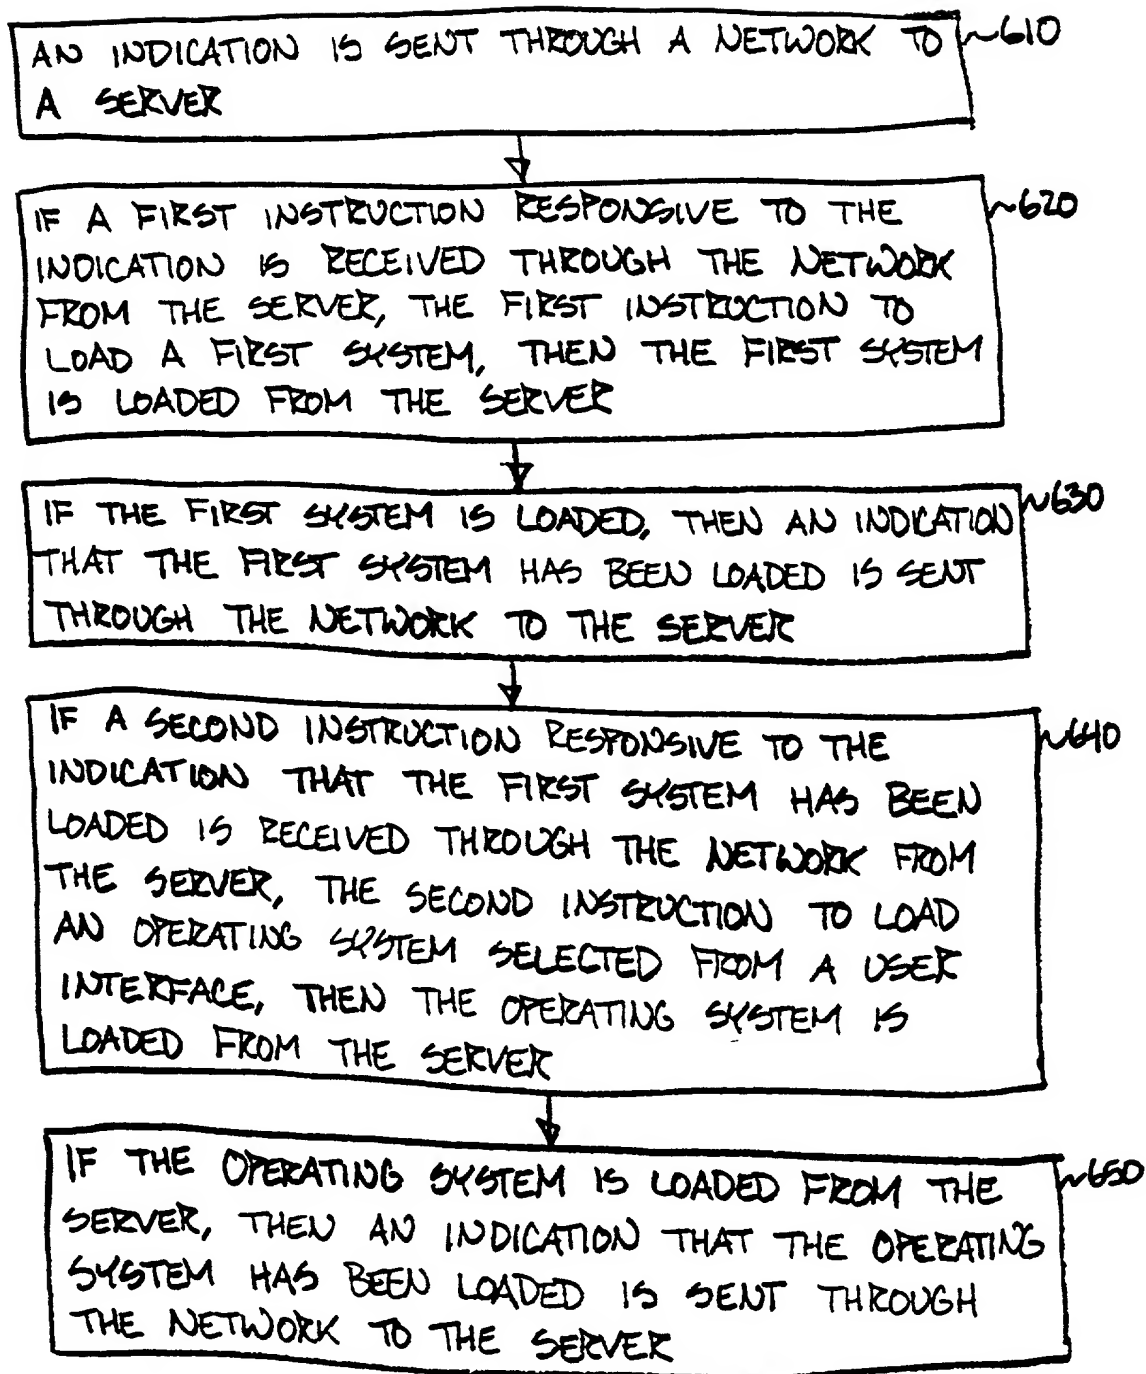 AN INDICATION IS SENT THROUGH A NETWORK TO ~610
A SERVER
IF A FIRST INSTRUCTION RESPONSIVE TO THE ~620
INDICATION IS RECEIVED THROUGH THE NETWORK
FROM THE SERVER, THE FIRST INSTRUCTION TO
LOAD A FIRST SYSTEM, THEN THE FIRST SYSTEM
IS LOADED FROM THE SERVER
IF THE FIRST SYSTEM IS LOADED, THEN AN INDICATION ~630
THAT THE FIRST SYSTEM HAS BEEN LOADED IS SENT
THROUGH THE NETWORK TO THE SERVER
IF A SECOND INSTRUCTION RESPONSIVE TO THE ~640
INDICATION THAT THE FIRST SYSTEM HAS BEEN
LOADED IS RECEIVED THROUGH THE NETWORK FROM
THE SERVER, THE SECOND INSTRUCTION TO LOAD
AN OPERATING SYSTEM SELECTED FROM A USER
INTERFACE, THEN THE OPERATING SYSTEM IS
LOADED FROM THE SERVER
IF THE OPERATING SYSTEM IS LOADED FROM THE ~650
SERVER, THEN AN INDICATION THAT THE OPERATING
SYSTEM HAS BEEN LOADED IS SENT THROUGH
THE NETWORK TO THE SERVER